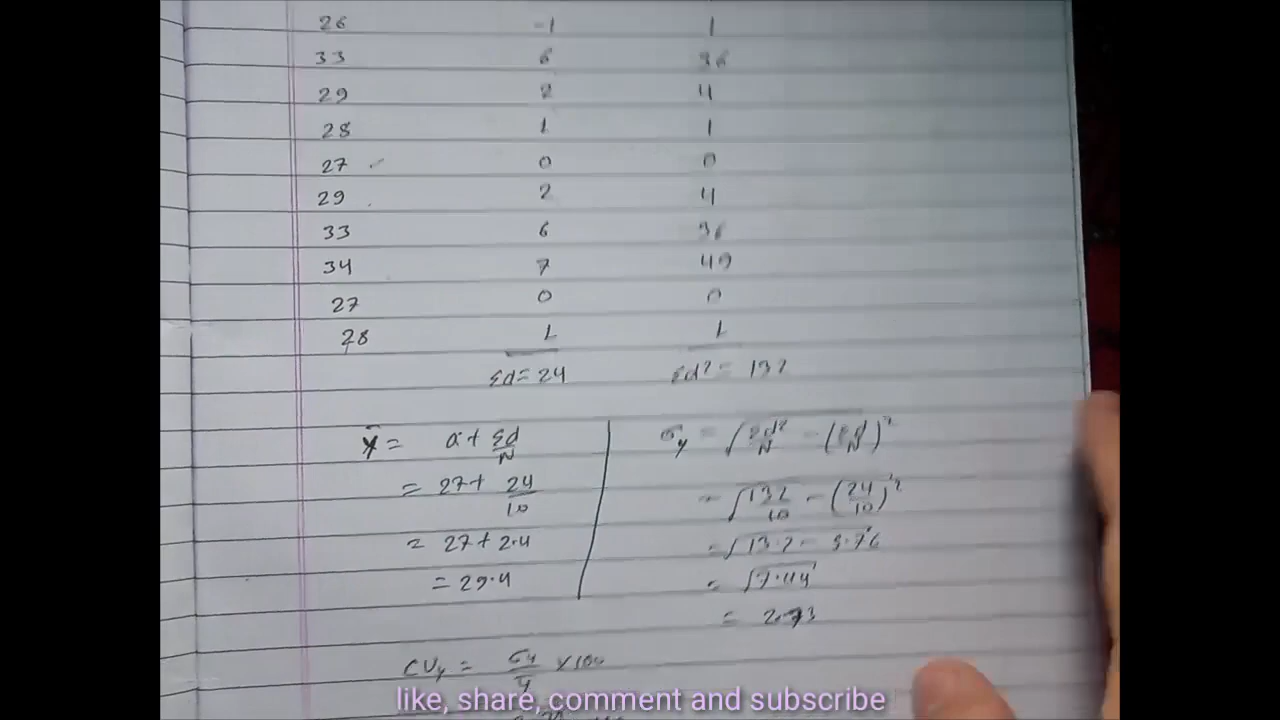 26 -1 1
33 6 36
29 2 4
28 1 1
27 0 0
29 2 4
33 6 36
34 7 49
27 0 0
28 1 1
Σd=24 Σd²= 132
x̄ = a+ Σd/N σy = √Σd²/N - (Σd/N)²
= 27+ 24/10 = √132/10 - (24/10)²
= 27+2.4 = √13.2 - 5.76
= 29.4 = √7.44
= 2.73
CVy = σy/y ×100
like, share, comment and subscribe